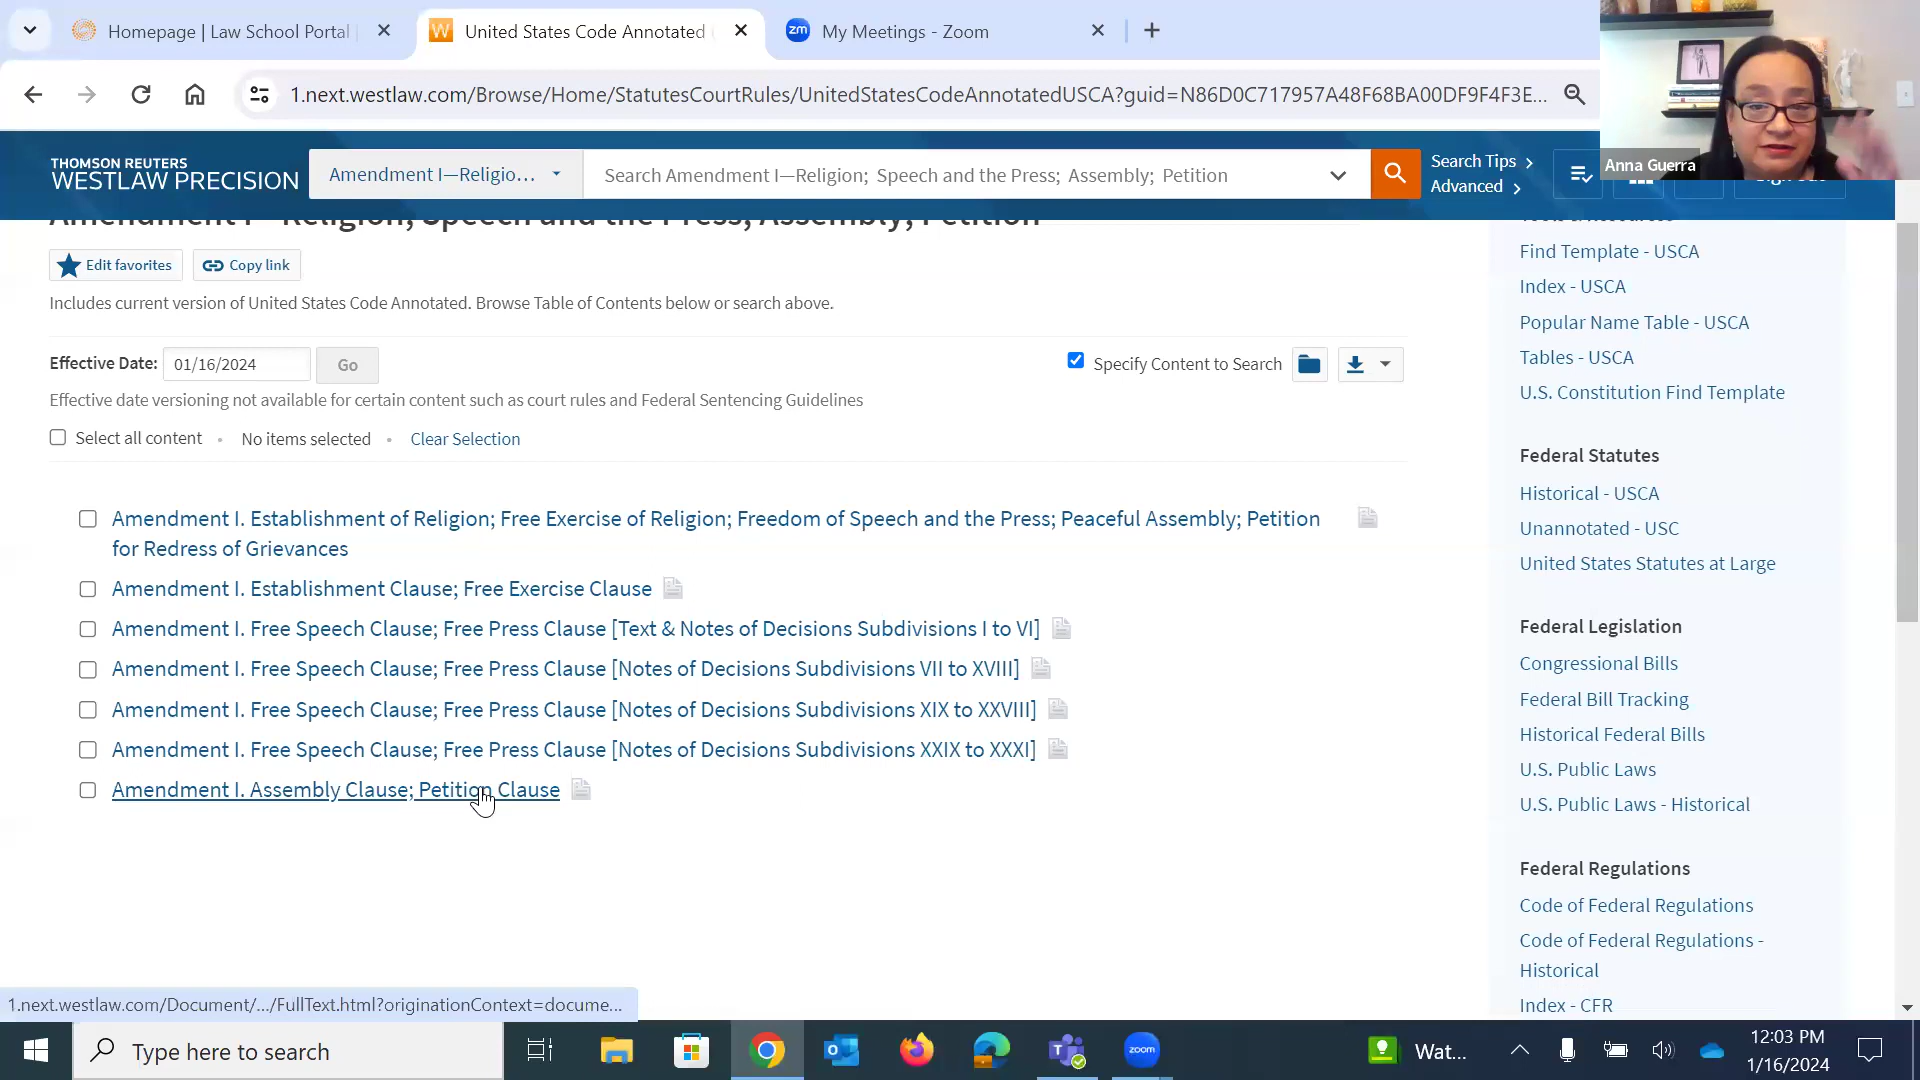 Homepage | Law School Portal
United States Code Annotated
zm
My Meetings - Zoom
1.next.westlaw.com/Browse/Home/StatutesCourtRules/UnitedStatesCodeAnnotatedUSCA?guid=N86D0C717957A48F68BA00DF9F4F3E...
THOMSON REUTERS
WESTLAW PRECISION
Amendment I—Religio...
Search Amendment I—Religion; Speech and the Press; Assembly; Petition
Search Tips
Advanced
Anna Guerra
Amendment I—Religion; Speech and the Press; Assembly; Petition
Edit favorites
Copy link
Includes current version of United States Code Annotated. Browse Table of Contents below or search above.
Effective Date: 01/16/2024 Go
Specify Content to Search
Effective date versioning not available for certain content such as court rules and Federal Sentencing Guidelines
Select all content • No items selected • Clear Selection
Amendment I. Establishment of Religion; Free Exercise of Religion; Freedom of Speech and the Press; Peaceful Assembly; Petition
for Redress of Grievances
Amendment I. Establishment Clause; Free Exercise Clause
Amendment I. Free Speech Clause; Free Press Clause [Text & Notes of Decisions Subdivisions I to VI]
Amendment I. Free Speech Clause; Free Press Clause [Notes of Decisions Subdivisions VII to XVIII]
Amendment I. Free Speech Clause; Free Press Clause [Notes of Decisions Subdivisions XIX to XXVIII]
Amendment I. Free Speech Clause; Free Press Clause [Notes of Decisions Subdivisions XXIX to XXXI]
Amendment I. Assembly Clause; Petition Clause
Find Template - USCA
Index - USCA
Popular Name Table - USCA
Tables - USCA
U.S. Constitution Find Template
Federal Statutes
Historical - USCA
Unannotated - USC
United States Statutes at Large
Federal Legislation
Congressional Bills
Federal Bill Tracking
Historical Federal Bills
U.S. Public Laws
U.S. Public Laws - Historical
Federal Regulations
Code of Federal Regulations
Code of Federal Regulations -
Historical
Index - CFR
1.next.westlaw.com/Document/.../FullText.html?originationContext=docume...
Type here to search
zoom
Wat...
12:03 PM
1/16/2024